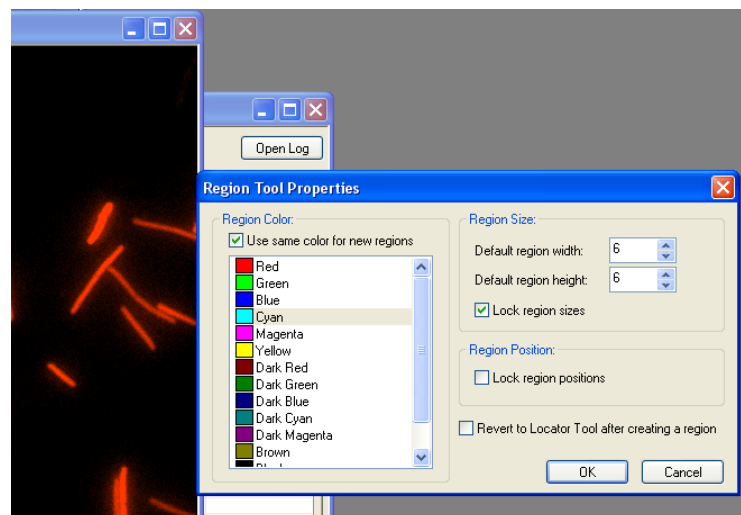 Open Log
Region Tool Properties
Region Color:
Use same color for new regions
Red
Green
Blue
Cyan
Magenta
Yellow
Dark Red
Dark Green
Dark Blue
Dark Cyan
Dark Magenta
Brown
Region Size:
Default region width: 6
Default region height: 6
Lock region sizes
Region Position:
Lock region positions
Revert to Locator Tool after creating a region
OK Cancel